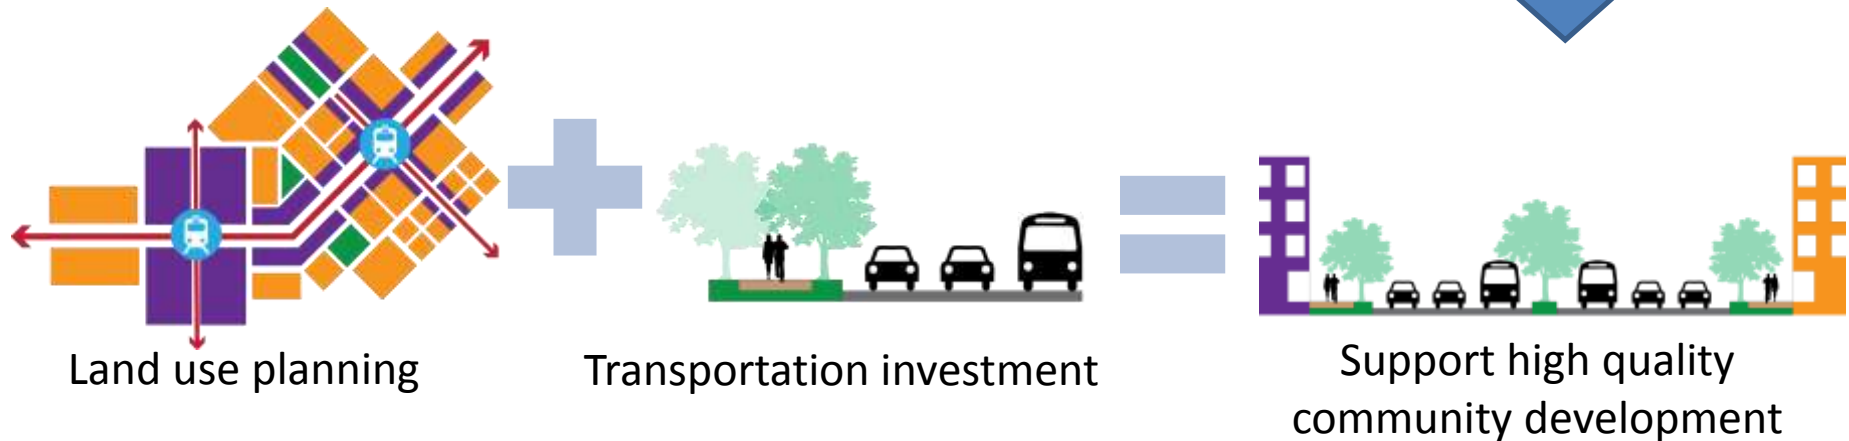 Land use planning
Transportation investment
Support high quality
community development